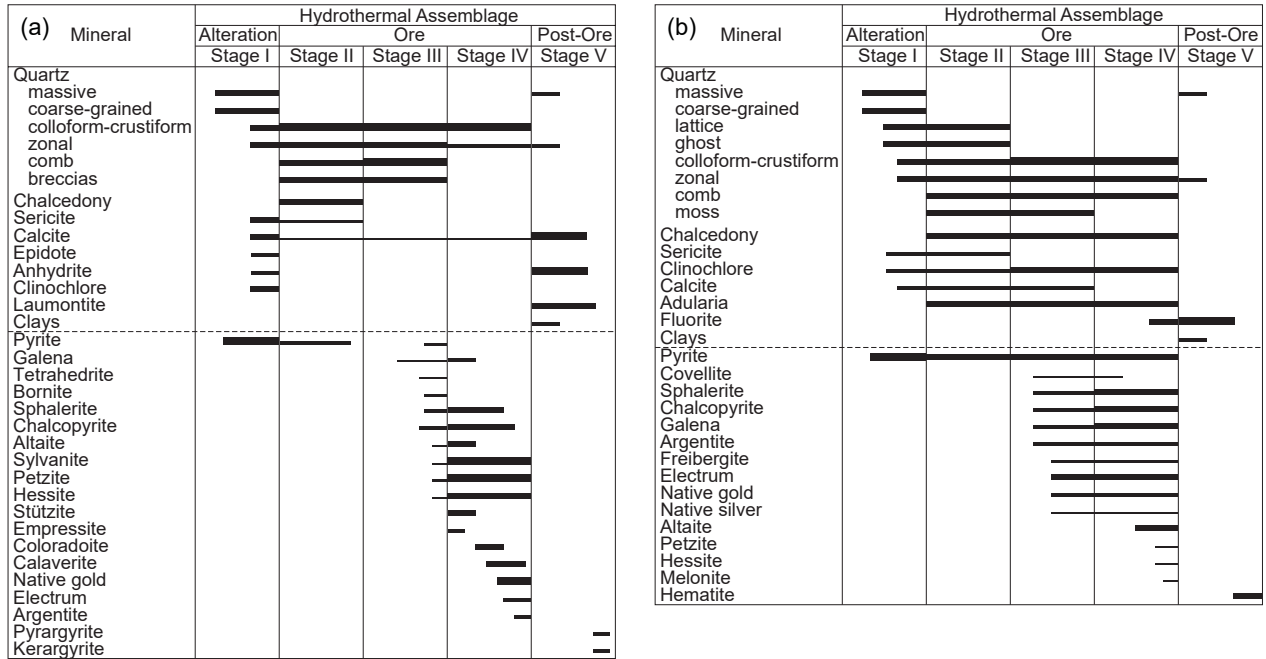 (a)
Mineral
Hydrothermal Assemblage
Alteration Ore Post-Ore
Stage I Stage II Stage III Stage IV Stage V
Quartz
massive
coarse-grained
colloform-crustiform
zonal
comb
breccias
Chalcedony
Sericite
Calcite
Epidote
Anhydrite
Clinochlore
Laumontite
Clays
Pyrite
Galena
Tetrahedrite
Bornite
Sphalerite
Chalcopyrite
Altaite
Sylvanite
Petzite
Hessite
Stützite
Empressite
Coloradoite
Calaverite
Native gold
Electrum
Argentite
Pyrargyrite
Kerargyrite
(b)
Mineral
Hydrothermal Assemblage
Alteration Ore Post-Ore
Stage I Stage II Stage III Stage IV Stage V
Quartz
massive
coarse-grained
lattice
ghost
colloform-crustiform
zonal
comb
moss
Chalcedony
Sericite
Clinochlore
Calcite
Adularia
Fluorite
Clays
Pyrite
Covellite
Sphalerite
Chalcopyrite
Galena
Argentite
Freibergite
Electrum
Native gold
Native silver
Altaite
Petzite
Hessite
Melonite
Hematite